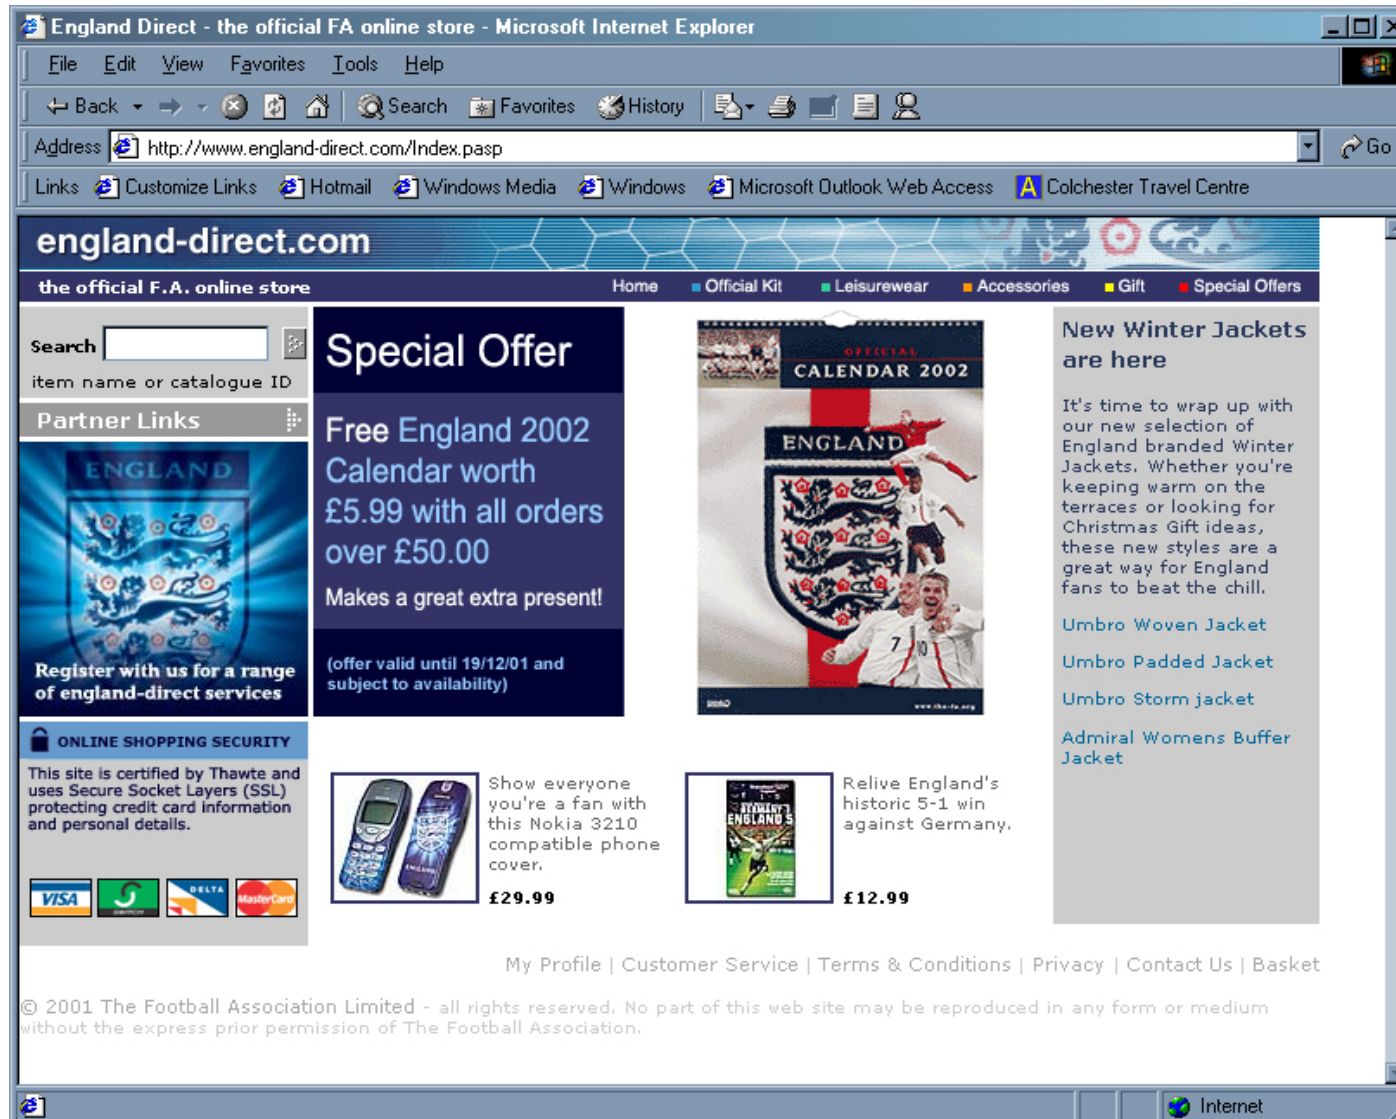 England Direct - the official FA online store - Microsoft Internet Explorer
File Edit View Favorites Tools Help
Back Search Favorites History
Address http://www.england-direct.com/Index.pasp Go
Links Customize Links Hotmail Windows Media Windows Microsoft Outlook Web Access A Colchester Travel Centre
england-direct.com
the official F.A. online store
Home Official Kit Leisurewear Accessories Gift Special Offers
Search
item name or catalogue ID
Partner Links
ENGLAND
Register with us for a range
of england-direct services
ONLINE SHOPPING SECURITY
This site is certified by Thawte and
uses Secure Socket Layers (SSL)
protecting credit card information
and personal details.
VISA SWITCH DELTA MasterCard
Special Offer
Free England 2002
Calendar worth
£5.99 with all orders
over £50.00
Makes a great extra present!
(offer valid until 19/12/01 and
subject to availability)
OFFICIAL
CALENDAR 2002
ENGLAND
7 10
www.the-fa.org
Show everyone
you're a fan with
this Nokia 3210
compatible phone
cover.
£29.99
GERMANY 1
ENGLAND 5
Relive England's
historic 5-1 win
against Germany.
£12.99
New Winter Jackets
are here
It's time to wrap up with
our new selection of
England branded Winter
Jackets. Whether you're
keeping warm on the
terraces or looking for
Christmas Gift ideas,
these new styles are a
great way for England
fans to beat the chill.
Umbro Woven Jacket
Umbro Padded Jacket
Umbro Storm jacket
Admiral Womens Buffer
Jacket
My Profile | Customer Service | Terms & Conditions | Privacy | Contact Us | Basket
© 2001 The Football Association Limited - all rights reserved. No part of this web site may be reproduced in any form or medium
without the express prior permission of The Football Association.
Internet